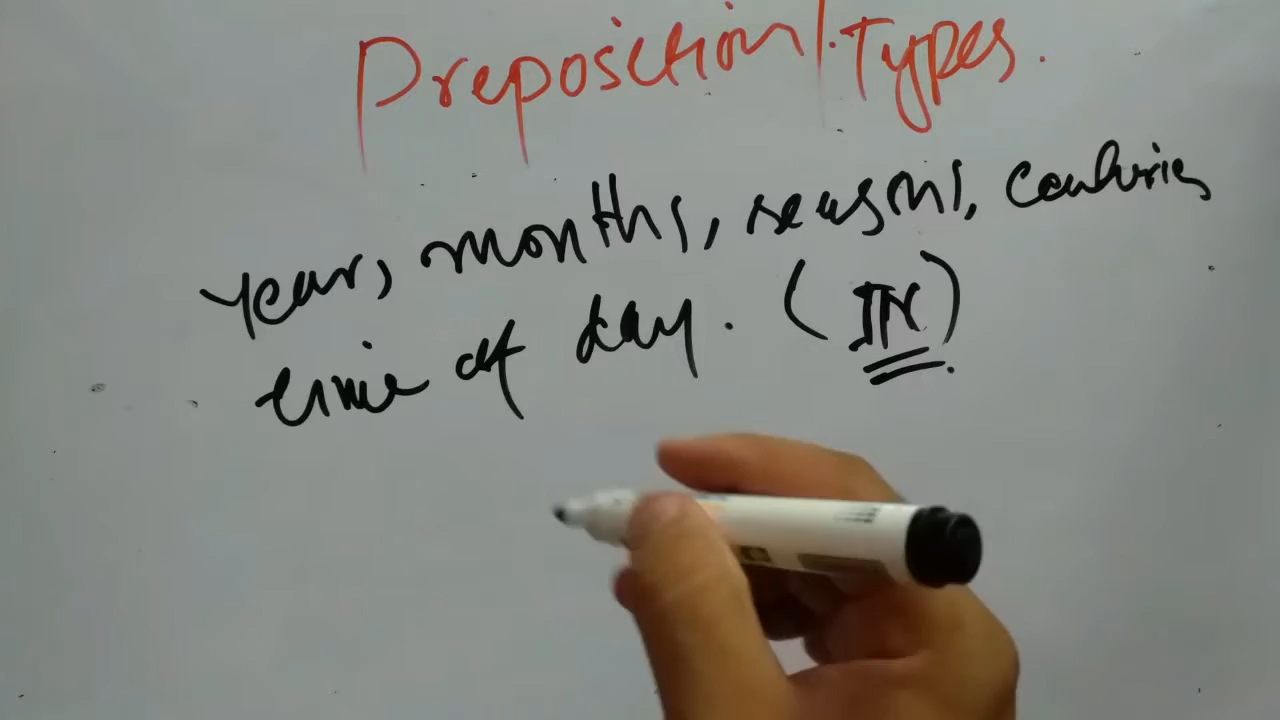 Preposition/.Types.
Year, months, seasons, centuries
time of day. (IN).